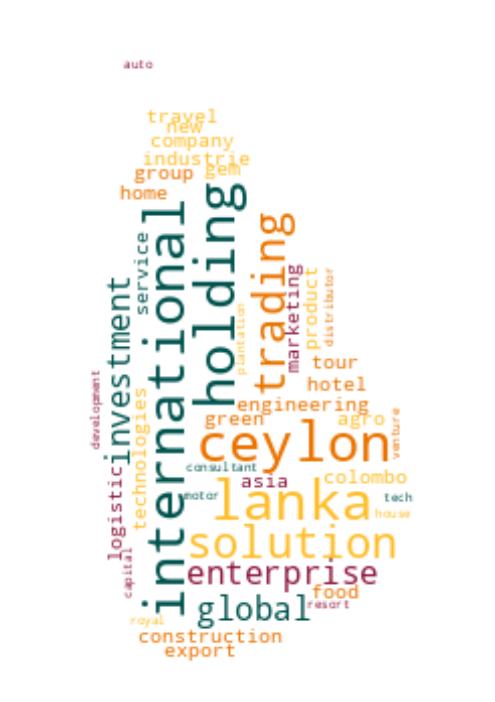 auto
travel
new
company
industrie
gem
group
home
international
holding
trading
service
investment
marketing
product
distributor
plantation
tour
hotel
engineering
development
technologies
green
agro
venture
ceylon
consultant
asia
colombo
logistic
motor
lanka
tech
house
solution
capital
enterprise
food
global
resort
royal
construction
export